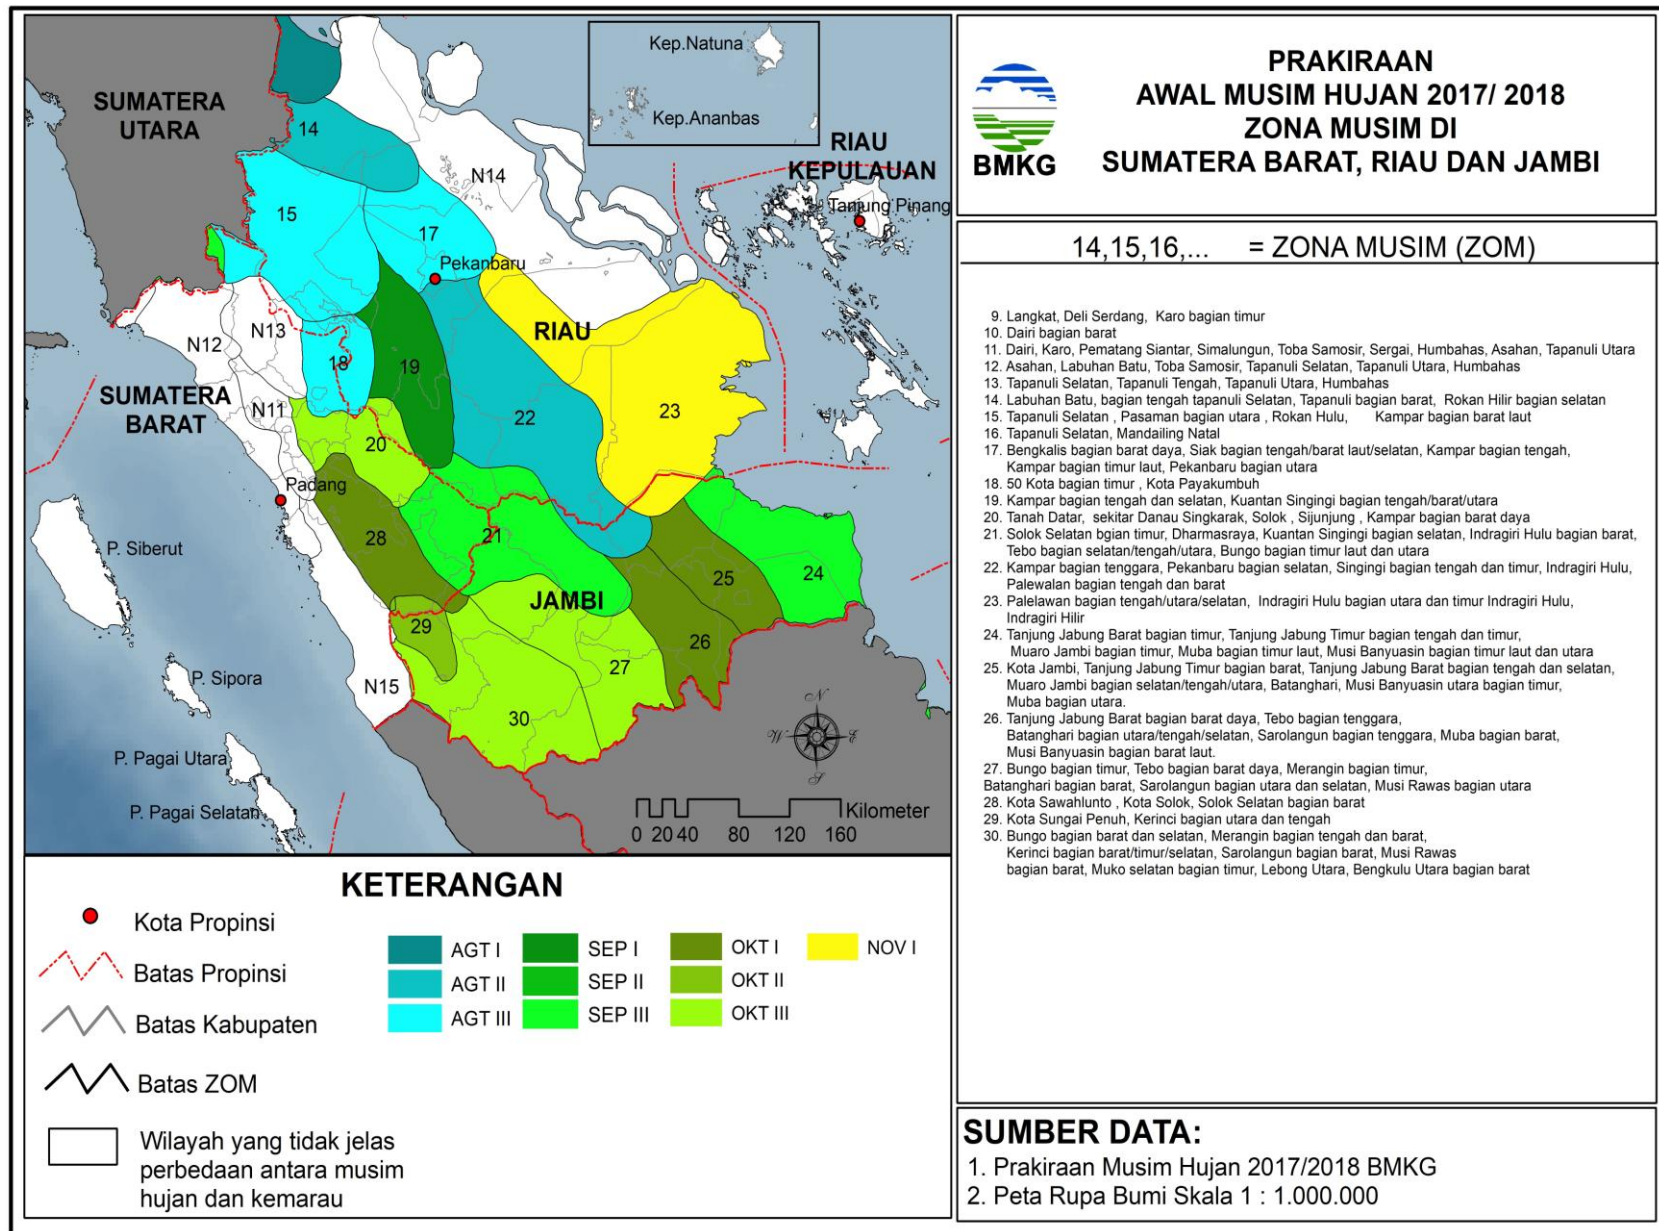 SUMATERA
UTARA
14
N14
15
17
Pekanbaru
Kep.Natuna
Kep.Ananbas
RIAU
KEPULAUAN
Tanjung Pinang
N12
N13
18
19
RIAU
SUMATERA
BARAT
N11
20
22
23
Padang
28
21
P. Siberut
JAMBI
25
24
29
26
27
N15
30
P. Sipora
P. Pagai Utara
P. Pagai Selatan
N
W
E
S
Kilometer
0 20 40 80 120 160
PRAKIRAAN
AWAL MUSIM HUJAN 2017/ 2018
ZONA MUSIM DI
SUMATERA BARAT, RIAU DAN JAMBI
BMKG
14,15,16,... = ZONA MUSIM (ZOM)
9. Langkat, Deli Serdang, Karo bagian timur
10. Dairi bagian barat
11. Dairi, Karo, Pematang Siantar, Simalungun, Toba Samosir, Sergai, Humbahas, Asahan, Tapanuli Utara
12. Asahan, Labuhan Batu, Toba Samosir, Tapanuli Selatan, Tapanuli Utara, Humbahas
13. Tapanuli Selatan, Tapanuli Tengah, Tapanuli Utara, Humbahas
14. Labuhan Batu, bagian tengah tapanuli Selatan, Tapanuli bagian barat, Rokan Hilir bagian selatan
15. Tapanuli Selatan , Pasaman bagian utara , Rokan Hulu, Kampar bagian barat laut
16. Tapanuli Selatan, Mandailing Natal
17. Bengkalis bagian barat daya, Siak bagian tengah/barat laut/selatan, Kampar bagian tengah,
Kampar bagian timur laut, Pekanbaru bagian utara
18. 50 Kota bagian timur , Kota Payakumbuh
19. Kampar bagian tengah dan selatan, Kuantan Singingi bagian tengah/barat/utara
20. Tanah Datar, sekitar Danau Singkarak, Solok , Sijunjung , Kampar bagian barat daya
21. Solok Selatan bgian timur, Dharmasraya, Kuantan Singingi bagian selatan, Indragiri Hulu bagian barat,
Tebo bagian selatan/tengah/utara, Bungo bagian timur laut dan utara
22. Kampar bagian tenggara, Pekanbaru bagian selatan, Singingi bagian tengah dan timur, Indragiri Hulu,
Palewalan bagian tengah dan barat
23. Palelawan bagian tengah/utara/selatan, Indragiri Hulu bagian utara dan timur Indragiri Hulu,
Indragiri Hilir
24. Tanjung Jabung Barat bagian timur, Tanjung Jabung Timur bagian tengah dan timur,
Muaro Jambi bagian timur, Muba bagian timur laut, Musi Banyuasin bagian timur laut dan utara
25. Kota Jambi, Tanjung Jabung Timur bagian barat, Tanjung Jabung Barat bagian tengah dan selatan,
Muaro Jambi bagian selatan/tengah/utara, Batanghari, Musi Banyuasin utara bagian timur,
Muba bagian utara.
26. Tanjung Jabung Barat bagian barat daya, Tebo bagian tenggara,
Batanghari bagian utara/tengah/selatan, Sarolangun bagian tenggara, Muba bagian barat,
Musi Banyuasin bagian barat laut.
27. Bungo bagian timur, Tebo bagian barat daya, Merangin bagian timur,
Batanghari bagian barat, Sarolangun bagian utara dan selatan, Musi Rawas bagian utara
28. Kota Sawahlunto , Kota Solok, Solok Selatan bagian barat
29. Kota Sungai Penuh, Kerinci bagian utara dan tengah
30. Bungo bagian barat dan selatan, Merangin bagian tengah dan barat,
Kerinci bagian barat/timur/selatan, Sarolangun bagian barat, Musi Rawas
bagian barat, Muko selatan bagian timur, Lebong Utara, Bengkulu Utara bagian barat
KETERANGAN
Kota Propinsi
Batas Propinsi
Batas Kabupaten
Batas ZOM
Wilayah yang tidak jelas
perbedaan antara musim
hujan dan kemarau
AGT I
AGT II
AGT III
SEP I
SEP II
SEP III
OKT I
OKT II
OKT III
NOV I
SUMBER DATA:
1. Prakiraan Musim Hujan 2017/2018 BMKG
2. Peta Rupa Bumi Skala 1 : 1.000.000